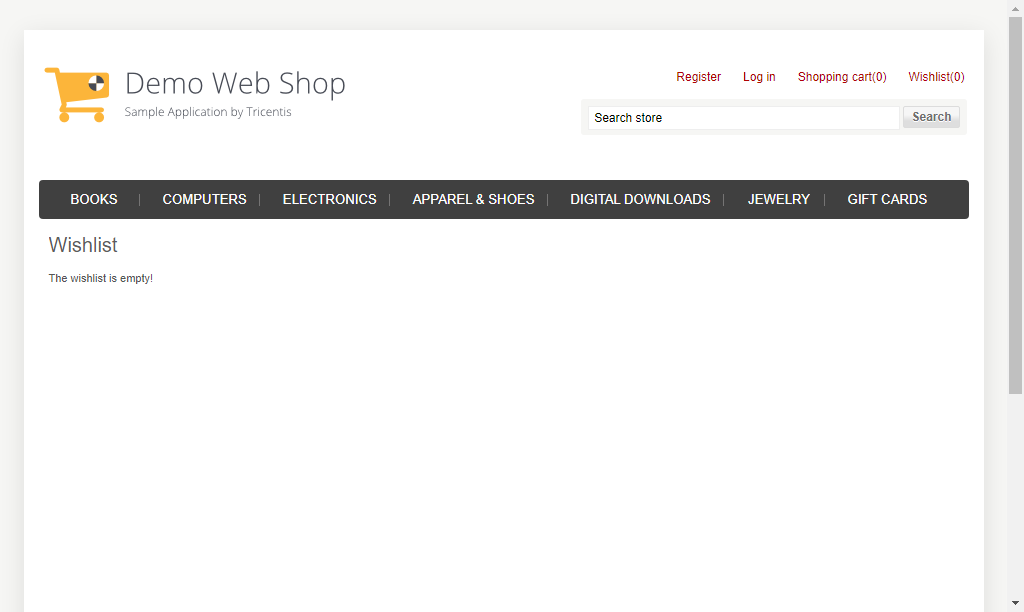 Demo Web Shop
Sample Application by Tricentis
Register Log in Shopping cart(0) Wishlist(0)
Search store Search
BOOKS COMPUTERS ELECTRONICS APPAREL & SHOES DIGITAL DOWNLOADS JEWELRY GIFT CARDS
Wishlist
The wishlist is empty!